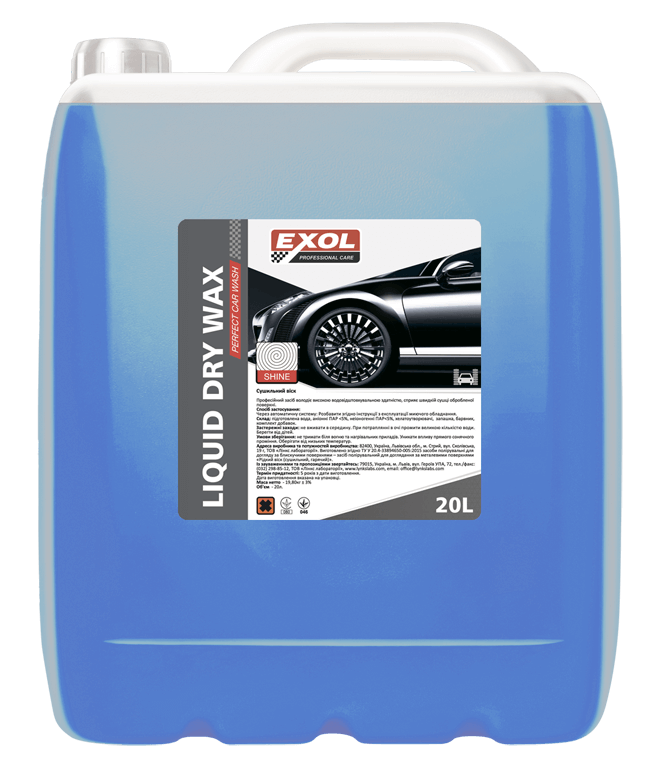 EXOL
PROFESSIONAL CARE
LIQUID DRY WAX
PERFECT CAR WASH
SHINE
Сушильний віск
Професійний засіб володіє високою водовідштовхувальною здатністю, сприяє швидкій сушці обробленої
поверхні.
Спосіб застосування:
Через автоматичну систему: Розбавити згідно інструкції з експлуатації миючого обладнання.
Склад: підготовлена вода, аніонні ПАР <5%, неіоногенні ПАР<5%, хелатоутворювачі, запашка, барвник,
комплект добавок.
Застережні заходи: не вживати в середину. При потраплянні в очі промити великою кількістю води.
Берегти від дітей.
Умови зберігання: не тримати біля вогню та нагрівальних приладів. Уникати впливу прямого сонячного
проміння. Оберігати від низьких температур.
Адреса виробника та потужностей виробництва: 82400, Україна, Львівська обл., м. Стрий, вул. Сколівська,
19-г, ТОВ «Лінкс лабораторії». Виготовлено згідно ТУ У 20.4-33894650-005:2015 засоби полірувальні для
догляду за блискучими поверхнями – засіб полірувальний для доглядання за металевими поверхнями
«Рідкий віск (сушильний, гарячий)».
Із зауваженнями та пропозиціями звертайтесь: 79015, Україна, м. Львів, вул. Героїв УПА, 72, тел./факс:
(032) 298-85-12, ТОВ «Лінкс лабораторії», www.lynkslabs.com, email: office@lynkslabs.com
Термін придатності: 5 років з дати виготовлення.
Дата виготовлення вказана на упаковці.
Маса нетто - 19,80кг ± 3%
Об'єм - 20л.
046
20L